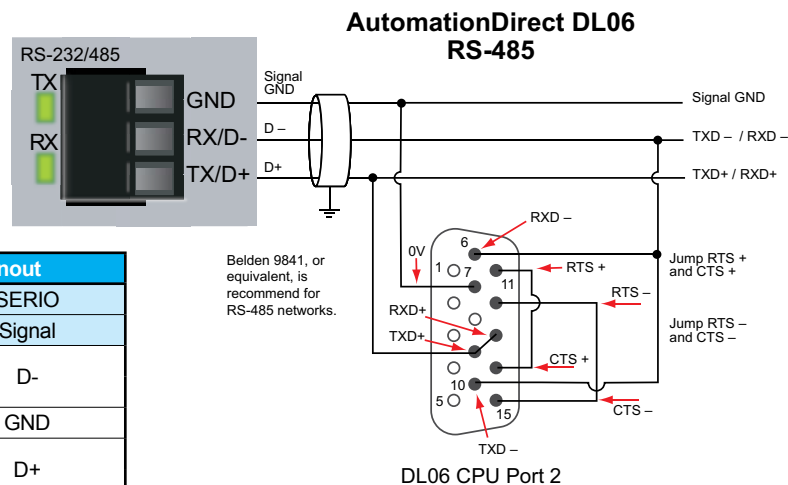 AutomationDirect DL06
RS-485
RS-232/485
TX
RX
GND
RX/D-
TX/D+
Signal
GND
D –
D+
Signal GND
TXD – / RXD –
TXD+ / RXD+
Belden 9841, or
equivalent, is
recommend for
RS-485 networks.
RXD –
0V
6
1
7
11
RTS +
RTS –
RXD+
TXD+
CTS +
10
5
15
CTS –
TXD –
Jump RTS +
and CTS +
Jump RTS –
and CTS –
DL06 CPU Port 2
nout
SERIO
Signal
D-
GND
D+